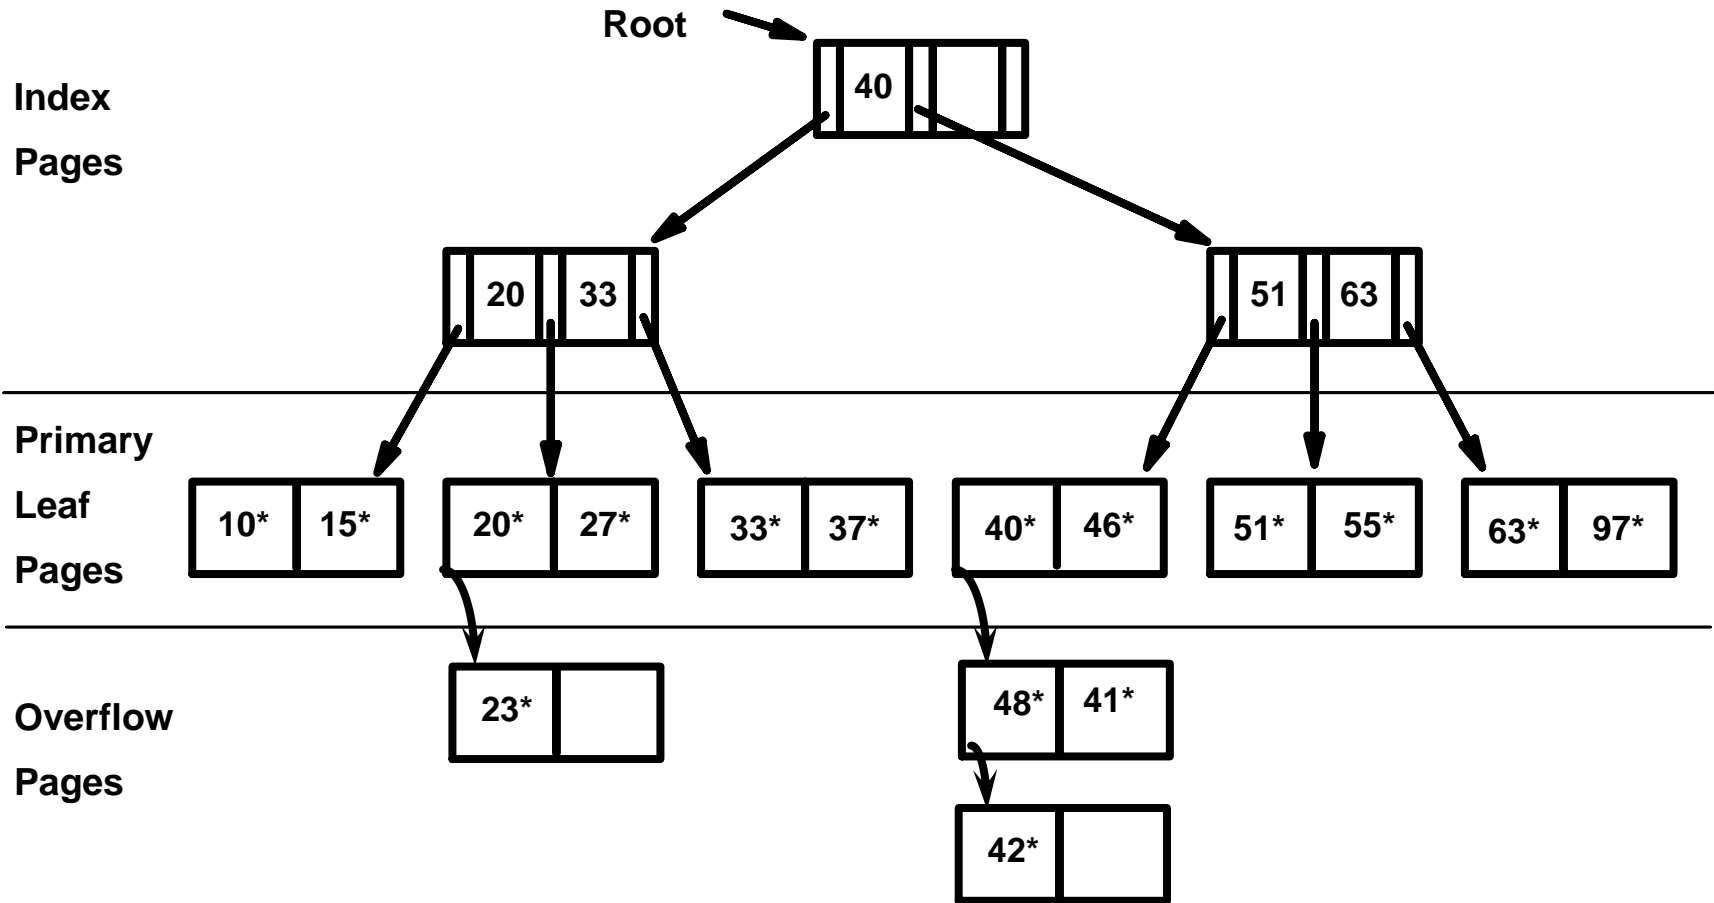 Root
Index
Pages
40
20 33
51 63
Primary
Leaf
Pages
10* 15*
20* 27*
33* 37*
40* 46*
51* 55*
63* 97*
Overflow
Pages
23*
48* 41*
42*